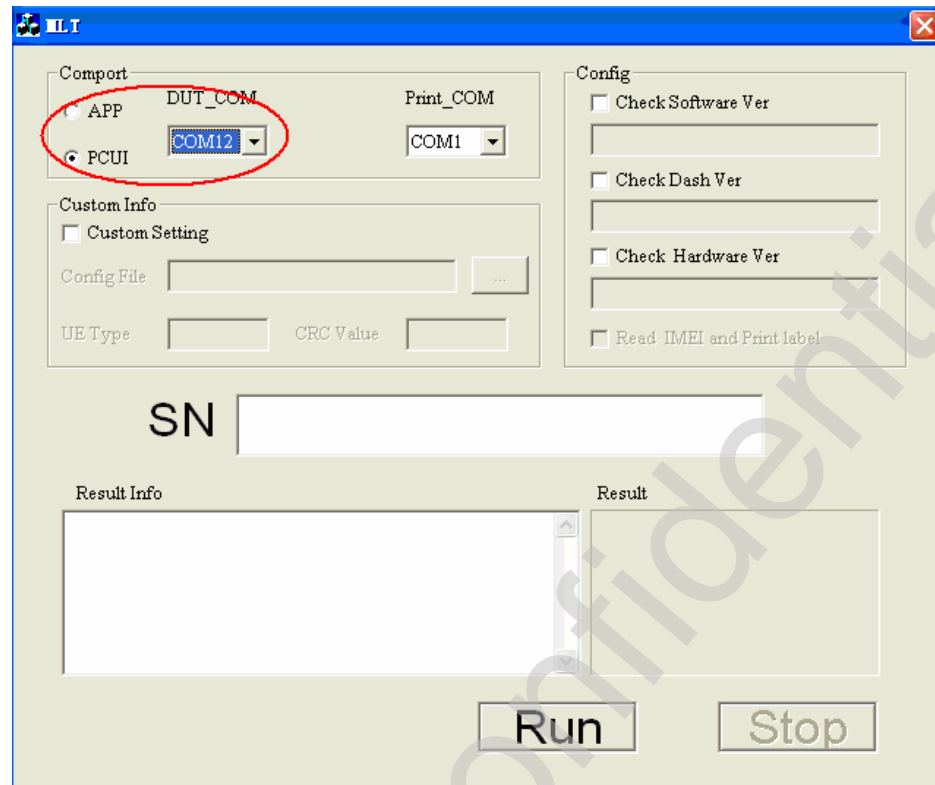 MLT
Comport
APP
DUT_COM
Print_COM
COM12
COM1
PCUI
Config
Check Software Ver
Check Dash Ver
Check Hardware Ver
Read IMEI and Print label
Custom Info
Custom Setting
Config File
...
UE Type
CRC Value
SN
Result Info
Result
Run
Stop
onfidenti